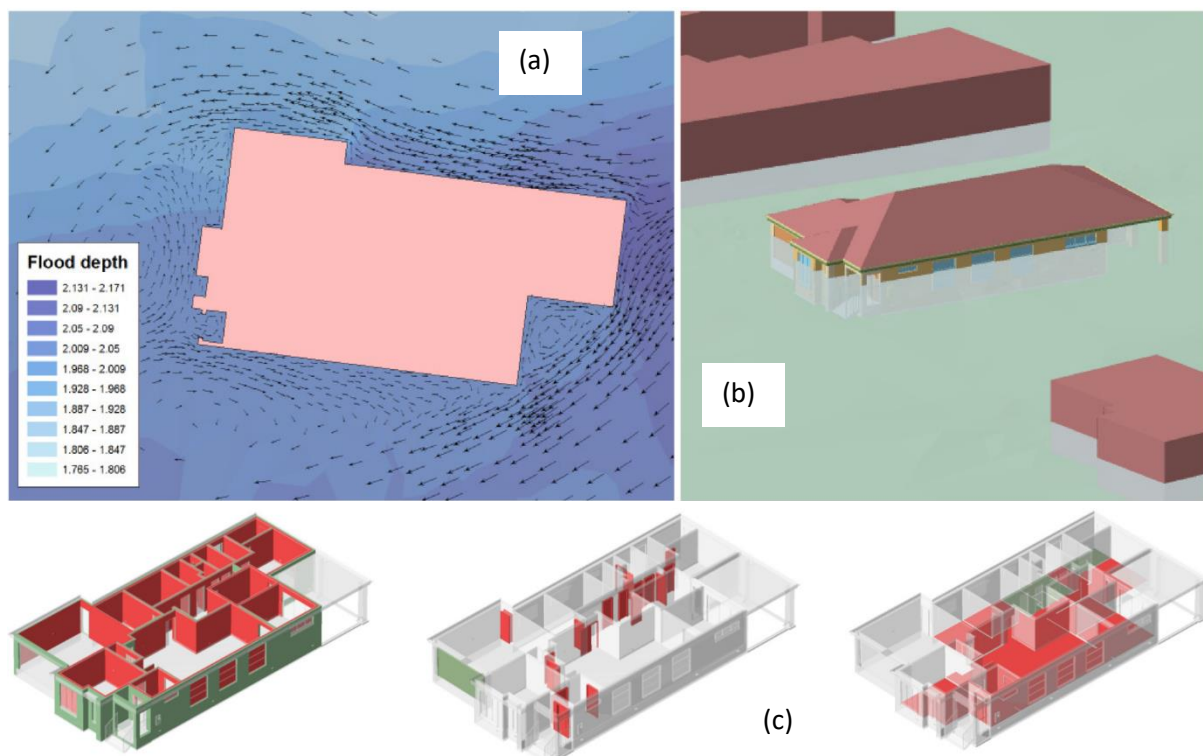 (a)
Flood depth
2.131 - 2.171
2.09 - 2.131
2.05 - 2.09
2.009 - 2.05
1.968 - 2.009
1.928 - 1.968
1.887 - 1.928
1.847 - 1.887
1.806 - 1.847
1.765 - 1.806
(b)
(c)